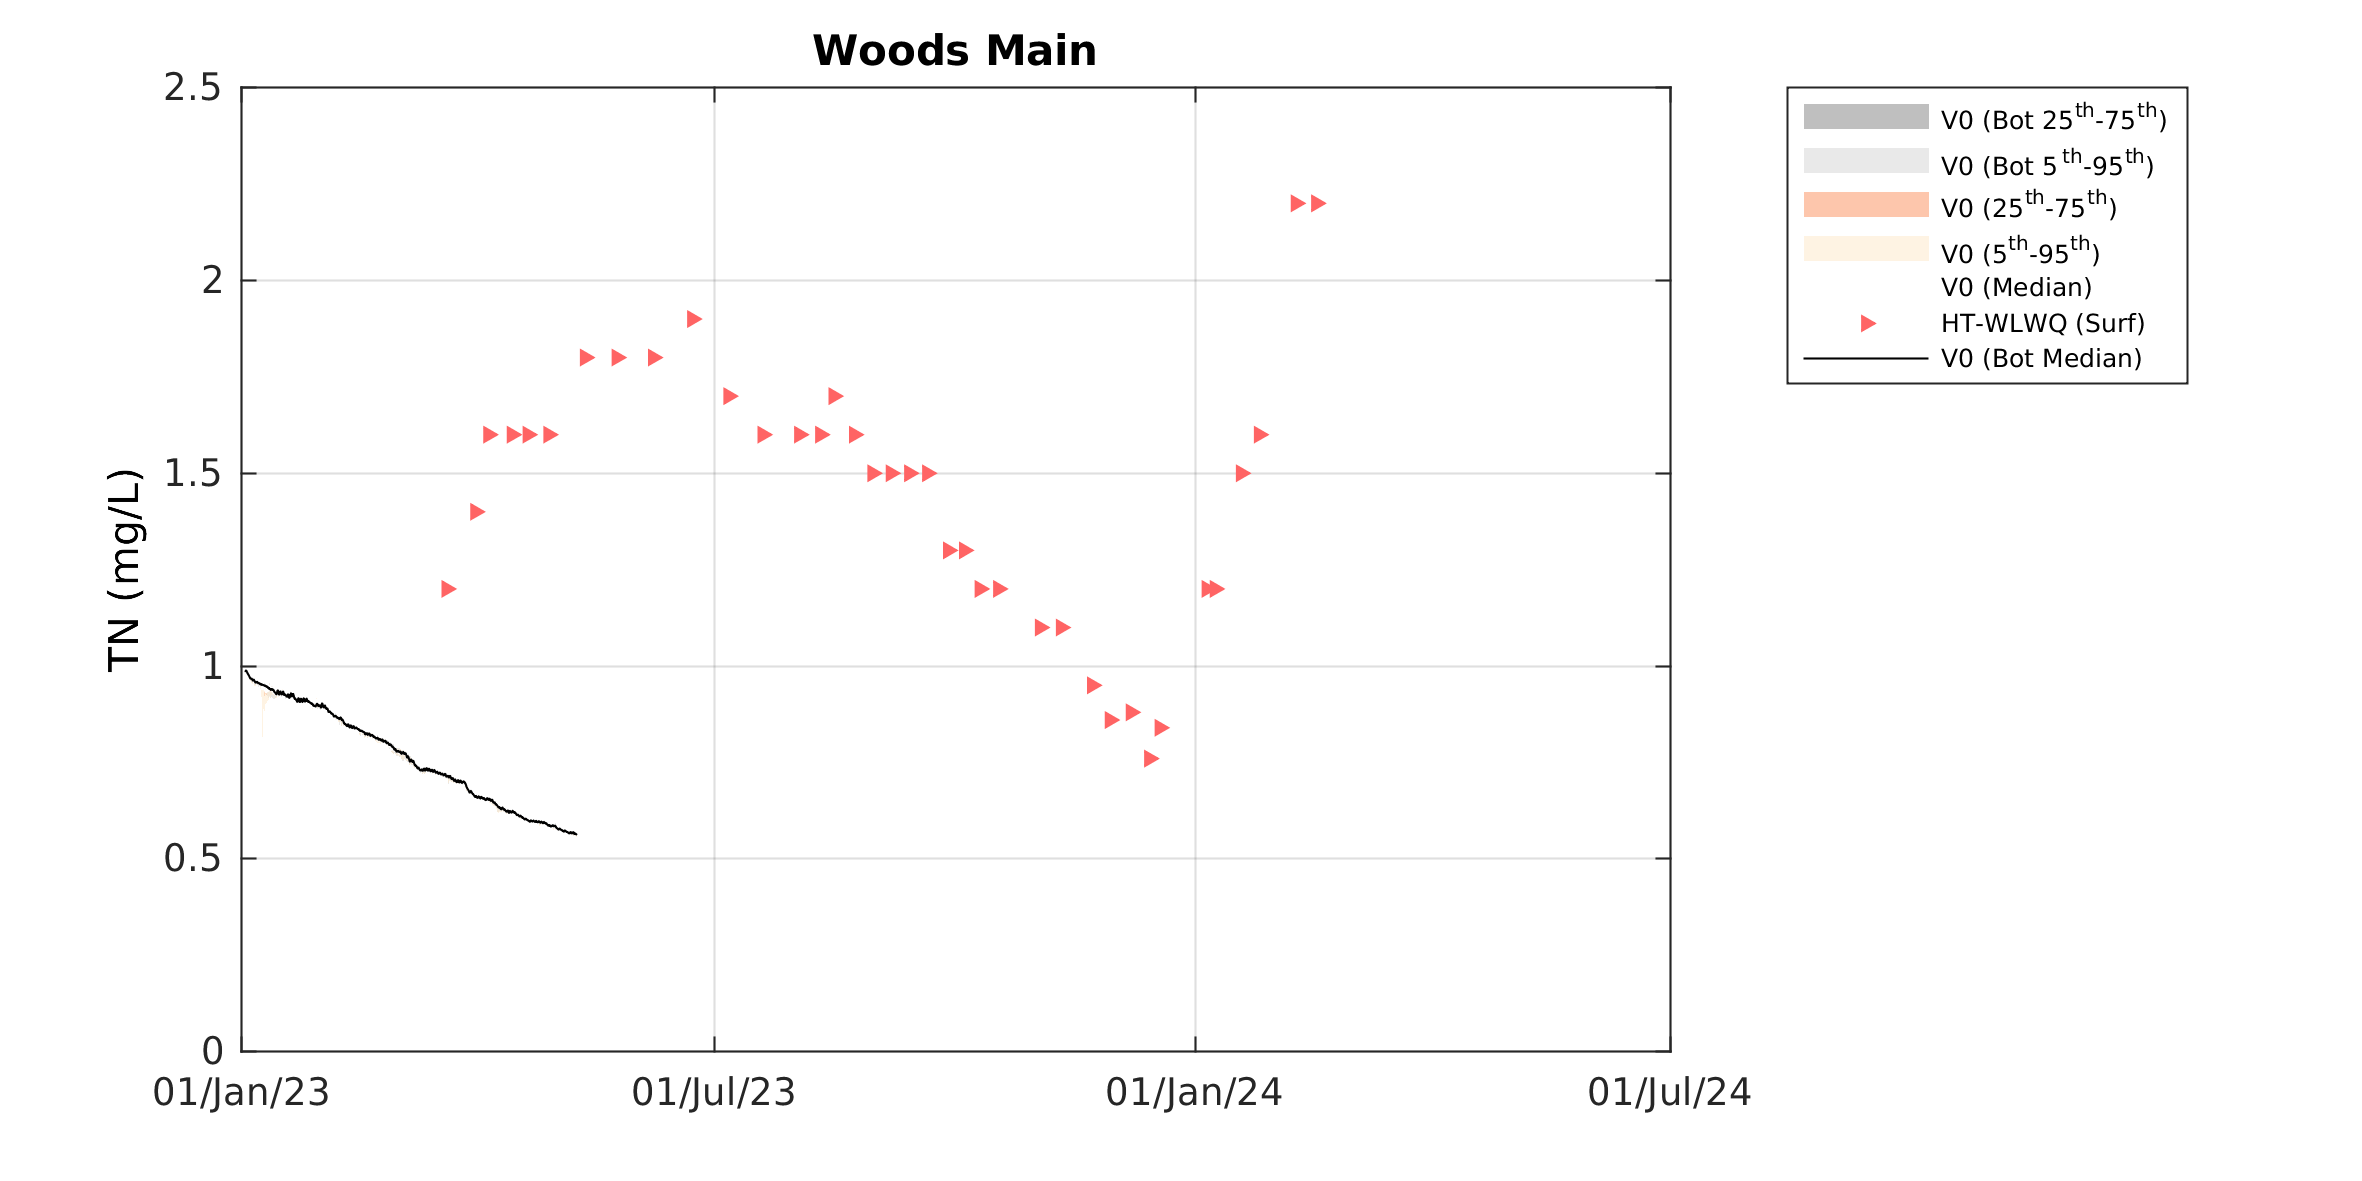 Woods Main
TN (mg/L)
2.5
2
1.5
1
0.5
0
01/Jan/23
01/Jul/23
01/Jan/24
01/Jul/24
V0 (Bot 25th-75th)
V0 (Bot 5th-95th)
V0 (25th-75th)
V0 (5th-95th)
V0 (Median)
HT-WLWQ (Surf)
V0 (Bot Median)